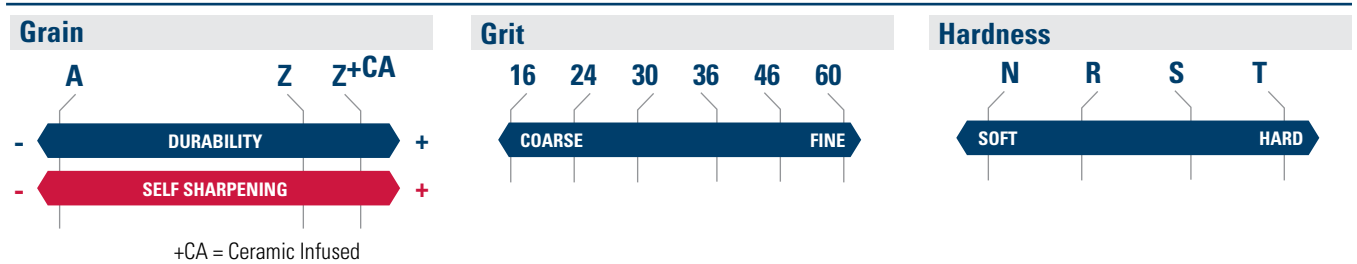 Grain
A Z Z+CA
- DURABILITY +
- SELF SHARPENING +
+CA = Ceramic Infused
Grit
16 24 30 36 46 60
COARSE FINE
Hardness
N R S T
SOFT HARD